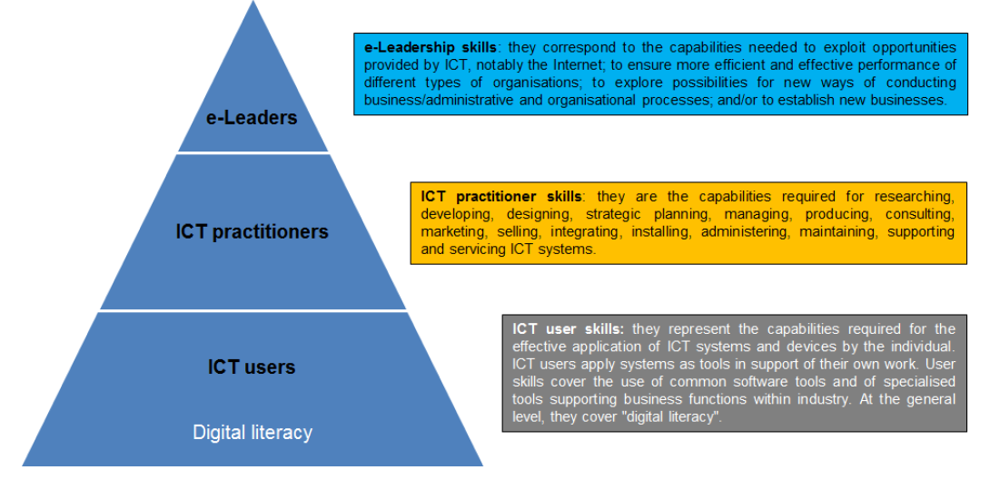 e-Leadership skills: they correspond to the capabilities needed to exploit opportunities
provided by ICT, notably the Internet; to ensure more efficient and effective performance of
different types of organisations; to explore possibilities for new ways of conducting
business/administrative and organisational processes; and/or to establish new businesses.
e-Leaders
ICT practitioner skills: they are the capabilities required for researching,
developing, designing, strategic planning, managing, producing, consulting,
marketing, selling, integrating, installing, administering, maintaining, supporting
and servicing ICT systems.
ICT practitioners
ICT user skills: they represent the capabilities required for the
effective application of ICT systems and devices by the individual.
ICT users apply systems as tools in support of their own work. User
skills cover the use of common software tools and of specialised
tools supporting business functions within industry. At the general
level, they cover "digital literacy".
ICT users
Digital literacy